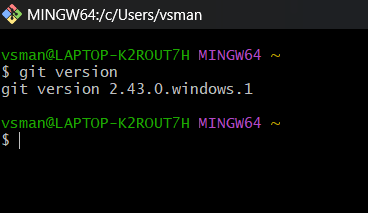 MINGW64:/c/Users/vsman
vsman@LAPTOP-K2ROUT7H MINGW64 ~
$ git version
git version 2.43.0.windows.1
vsman@LAPTOP-K2ROUT7H MINGW64 ~
$